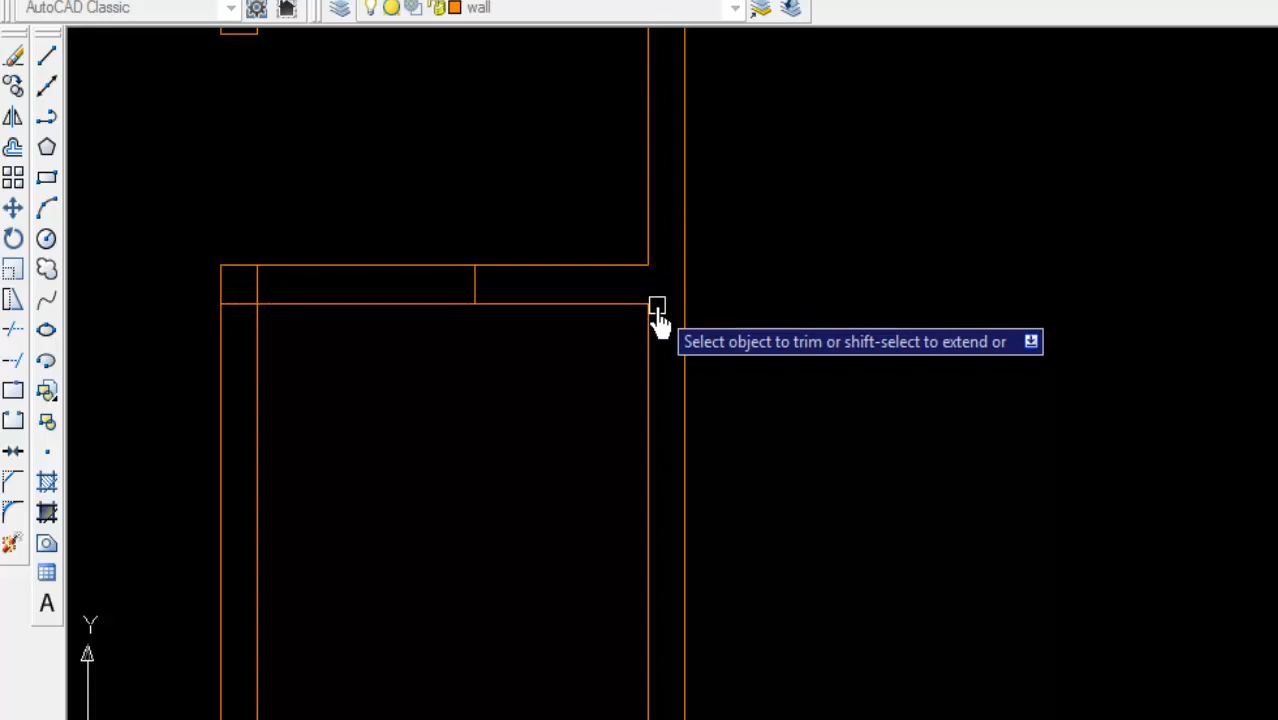 AutoCAD Classic
wall
Select object to trim or shift-select to extend or
A
Y